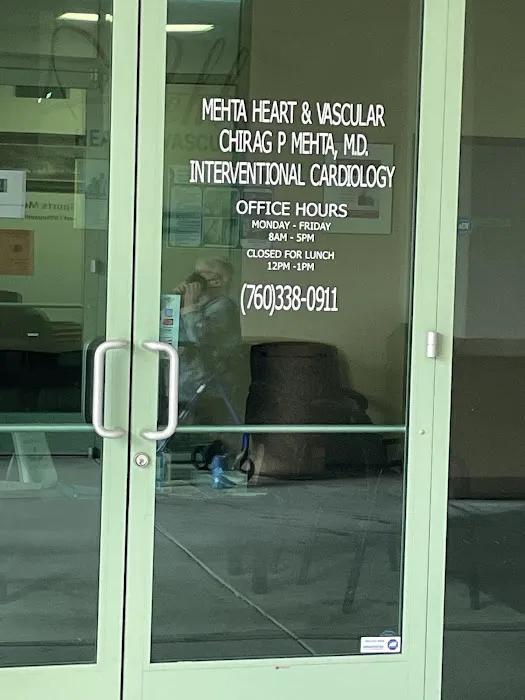 MEHTA HEART & VASCULAR
CHIRAG P MEHTA, M.D.
INTERVENTIONAL CARDIOLOGY
OFFICE HOURS
MONDAY - FRIDAY
8AM - 5PM
CLOSED FOR LUNCH
12PM -1PM
(760)338-0911